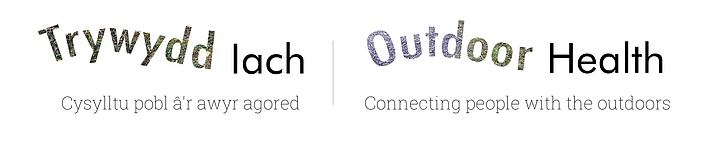 Trywydd Iach
Cysylltu pobl â'r awyr agored
Outdoor Health
Connecting people with the outdoors